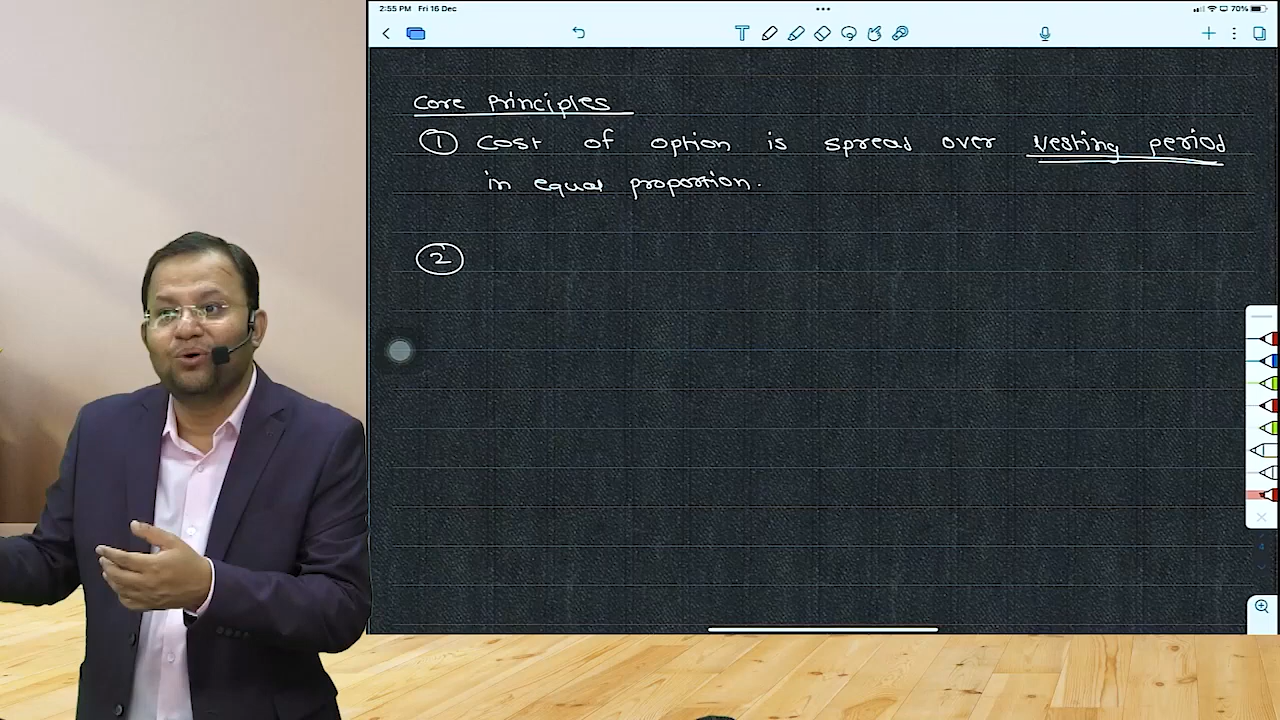 2:55 PM Fri 16 Dec
70%
T
Core Principles
① Cost of option is spread over vesting period
in equal proportion.
②